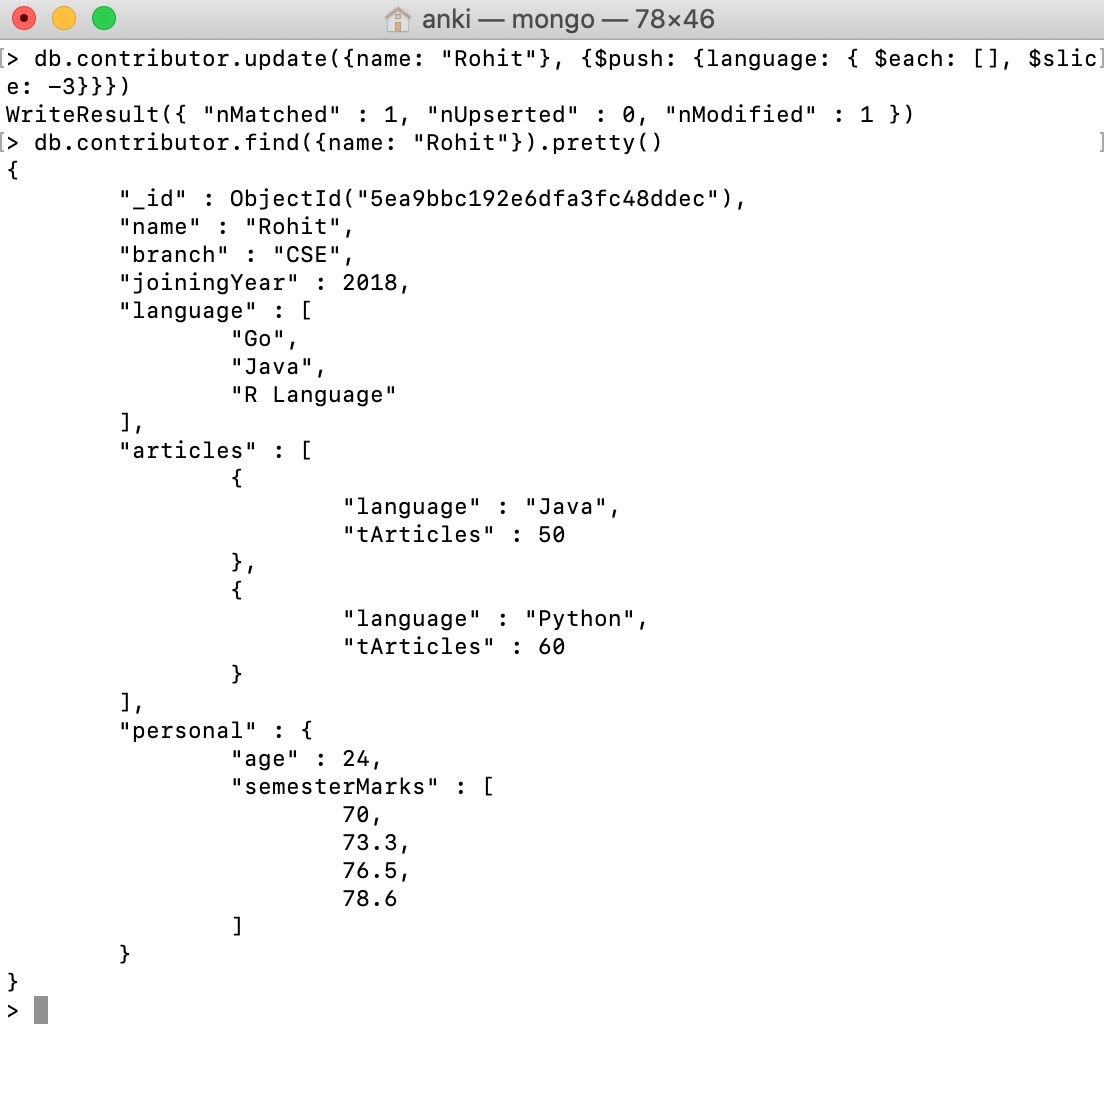 anki — mongo — 78×46
[> db.contributor.update({name: "Rohit"}, {$push: {language: { $each: [], $slic]
e: -3}}})
WriteResult({ "nMatched" : 1, "nUpserted" : 0, "nModified" : 1 })
[> db.contributor.find({name: "Rohit"}).pretty() ]
{
        "_id" : ObjectId("5ea9bbc192e6dfa3fc48ddec"),
        "name" : "Rohit",
        "branch" : "CSE",
        "joiningYear" : 2018,
        "language" : [
                "Go",
                "Java",
                "R Language"
        ],
        "articles" : [
                {
                        "language" : "Java",
                        "tArticles" : 50
                },
                {
                        "language" : "Python",
                        "tArticles" : 60
                }
        ],
        "personal" : {
                "age" : 24,
                "semesterMarks" : [
                        70,
                        73.3,
                        76.5,
                        78.6
                ]
        }
}
>